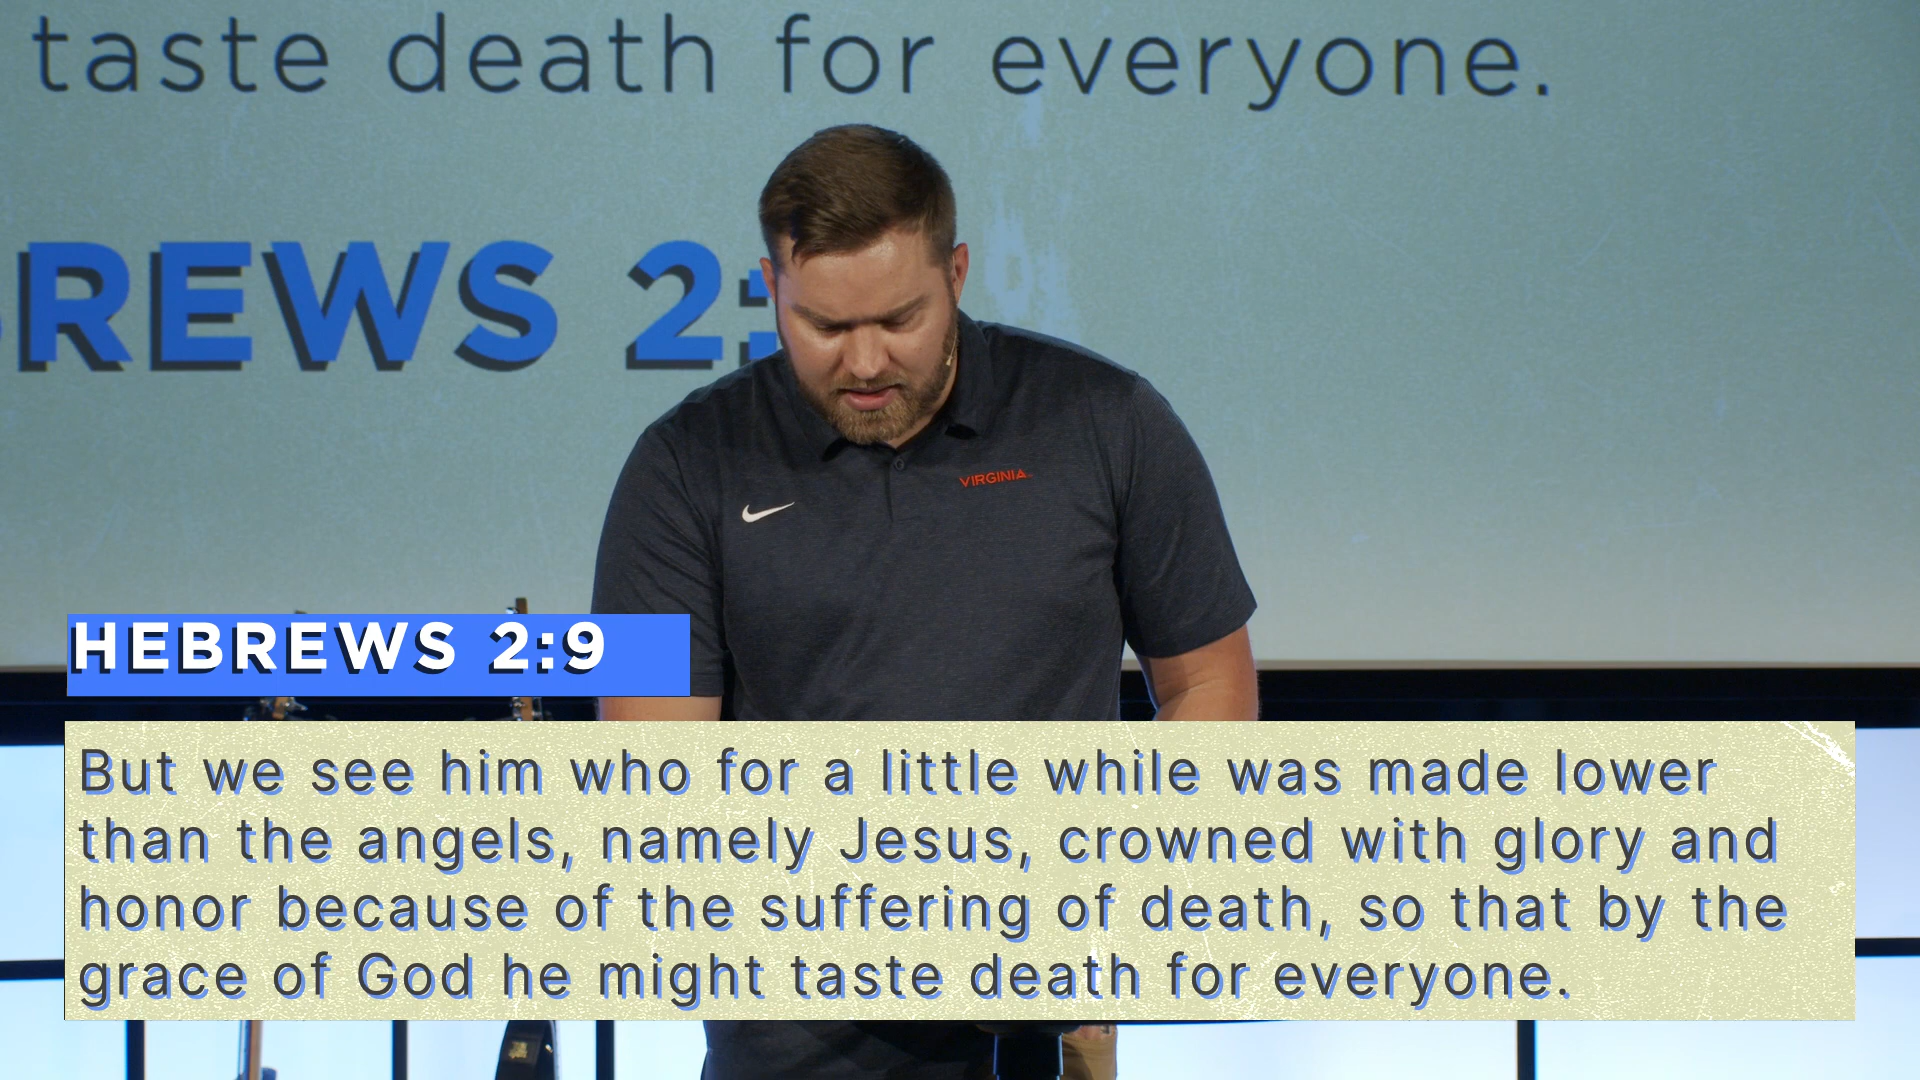 taste death for everyone.
REWS 2:
VIRGINIA
HEBREWS 2:9
But we see him who for a little while was made lower
than the angels, namely Jesus, crowned with glory and
honor because of the suffering of death, so that by the
grace of God he might taste death for everyone.